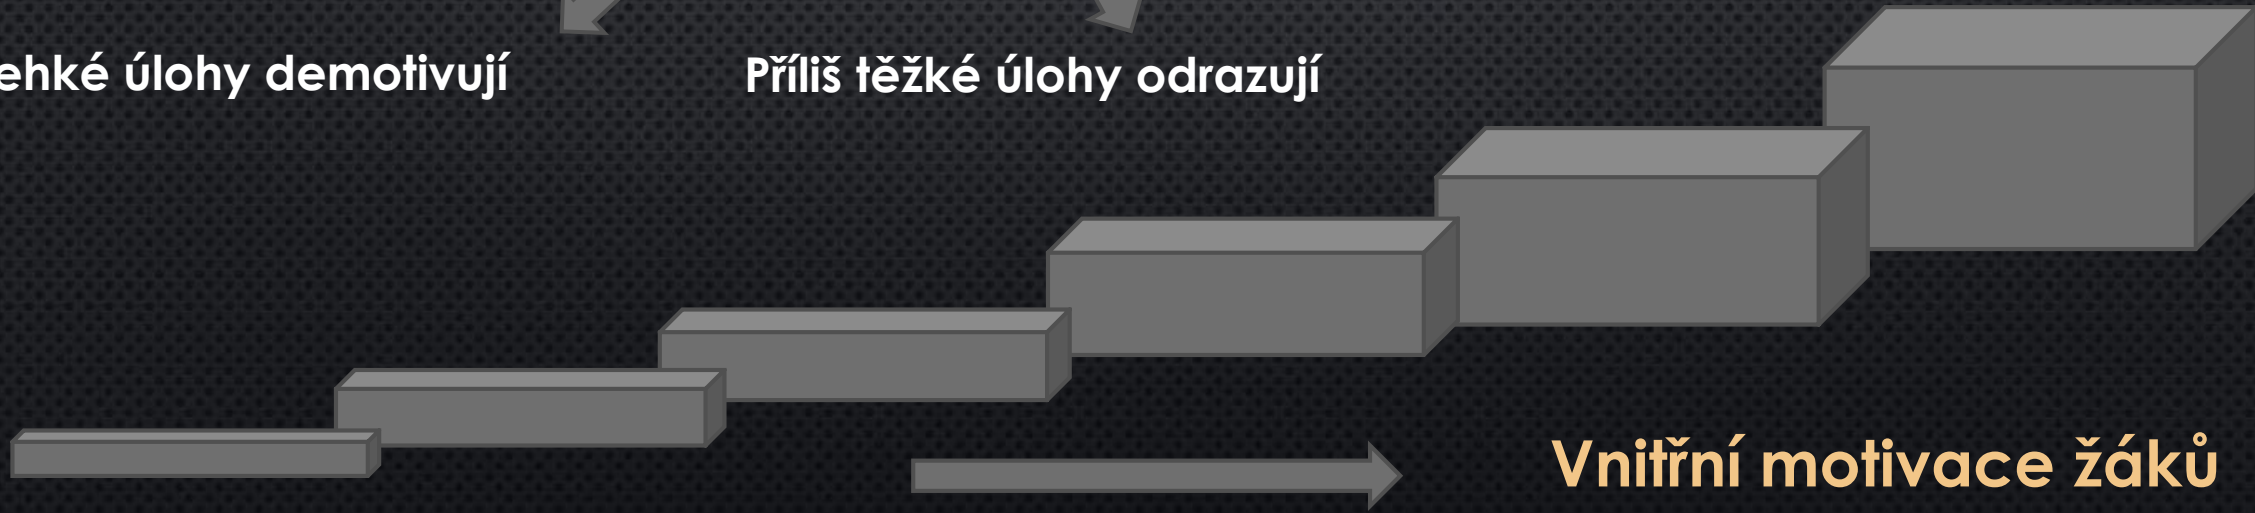 ehké úlohy demotivují
Příliš těžké úlohy odrazují
Vnitřní motivace žáků